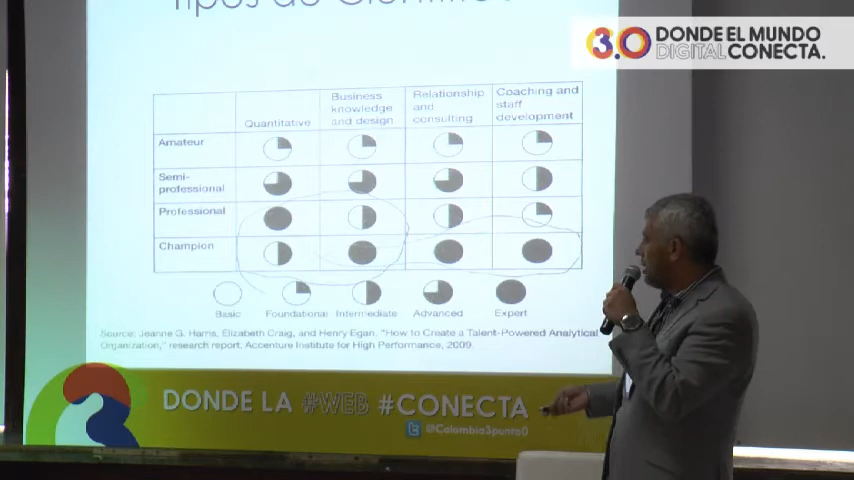 Tipos de Científicos
3.0 DONDE EL MUNDO
DIGITAL CONECTA.
Quantitative
Business
knowledge
and design
Relationship
and
consulting
Coaching and
staff
development
Amateur
Semi-
professional
Professional
Champion
Basic
Foundational
Intermediate
Advanced
Expert
Source: Jeanne G. Harris, Elizabeth Craig, and Henry Egan, "How to Create a Talent-Powered Analytical
Organization," research report, Accenture Institute for High Performance, 2009.
DONDE LA #WEB #CONECTA
@Colombia3punto0